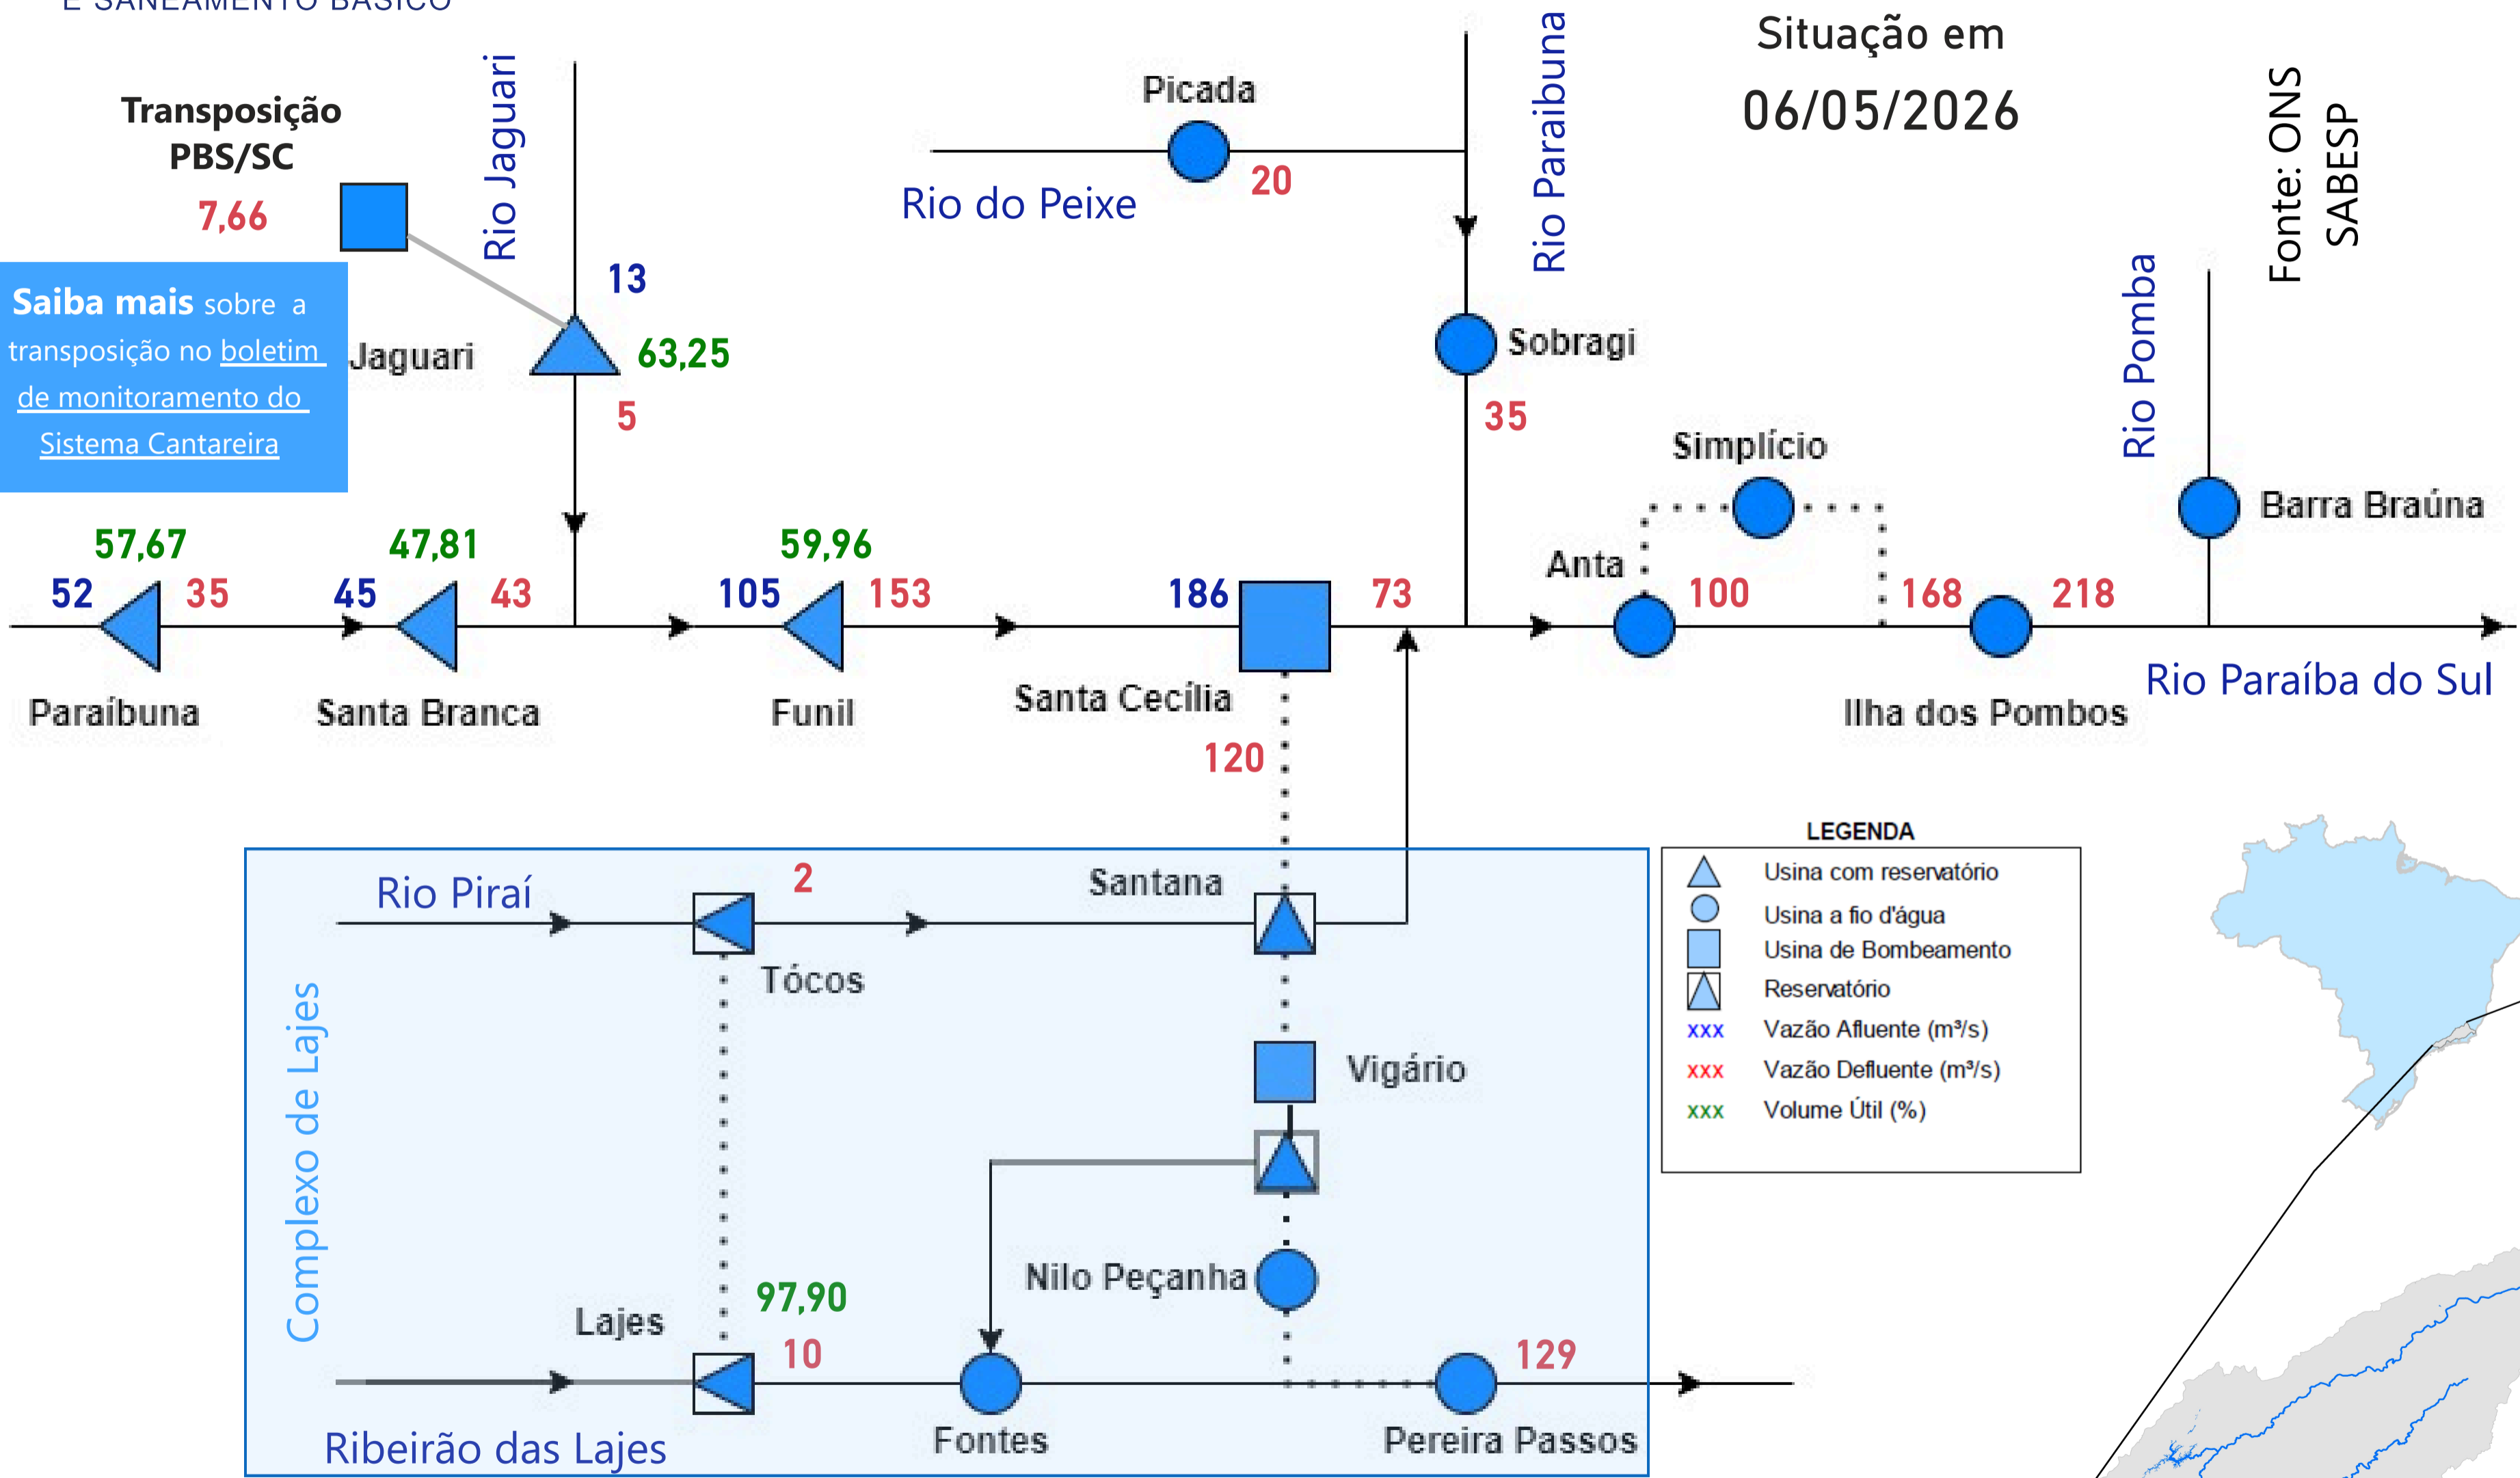 E SANEAMENTO BÁSICO
Situação em
06/05/2026
Fonte: ONS
SABESP
Transposição
PBS/SC
7,66
Rio Jaguari
Picada
20
Rio do Peixe
Rio Paraibuna
Saiba mais sobre a
transposição no boletim
de monitoramento do
Sistema Cantareira
13
Jaguari
63,25
5
Sobragi
35
Rio Pomba
Simplício
Barra Braúna
57,67
47,81
59,96
Anta
52
35
45
43
105
153
186
73
100
168
218
Paraíbuna
Santa Branca
Funil
Santa Cecília
Ilha dos Pombos
Rio Paraíba do Sul
120
Complexo de Lajes
Rio Piraí
2
Santana
Tócos
Vigário
Nilo Peçanha
97,90
Lajes
10
129
Ribeirão das Lajes
Fontes
Pereira Passos
LEGENDA
Usina com reservatório
Usina a fio d'água
Usina de Bombeamento
Reservatório
xxx Vazão Afluente (m³/s)
xxx Vazão Defluente (m³/s)
xxx Volume Útil (%)